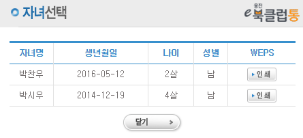 자녀선택
e 북클럽통
자녀명 생년월일 나이 성별 WEPS
박찬우 2016-05-12 2살 남 인쇄
박시우 2014-12-19 4살 남 인쇄
닫기